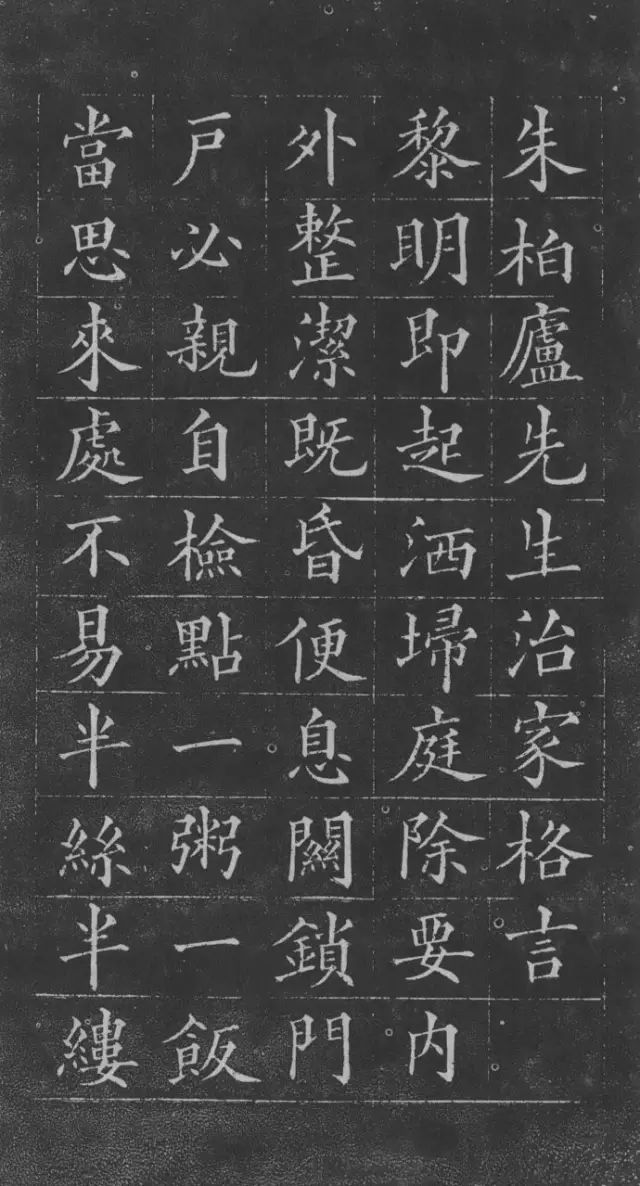 朱柏廬先生治家格言
黎明即起洒埽庭除要内
外整潔既昏便息關鎖門
戶必親自檢點一粥一飯
當思來處不易半絲半縷